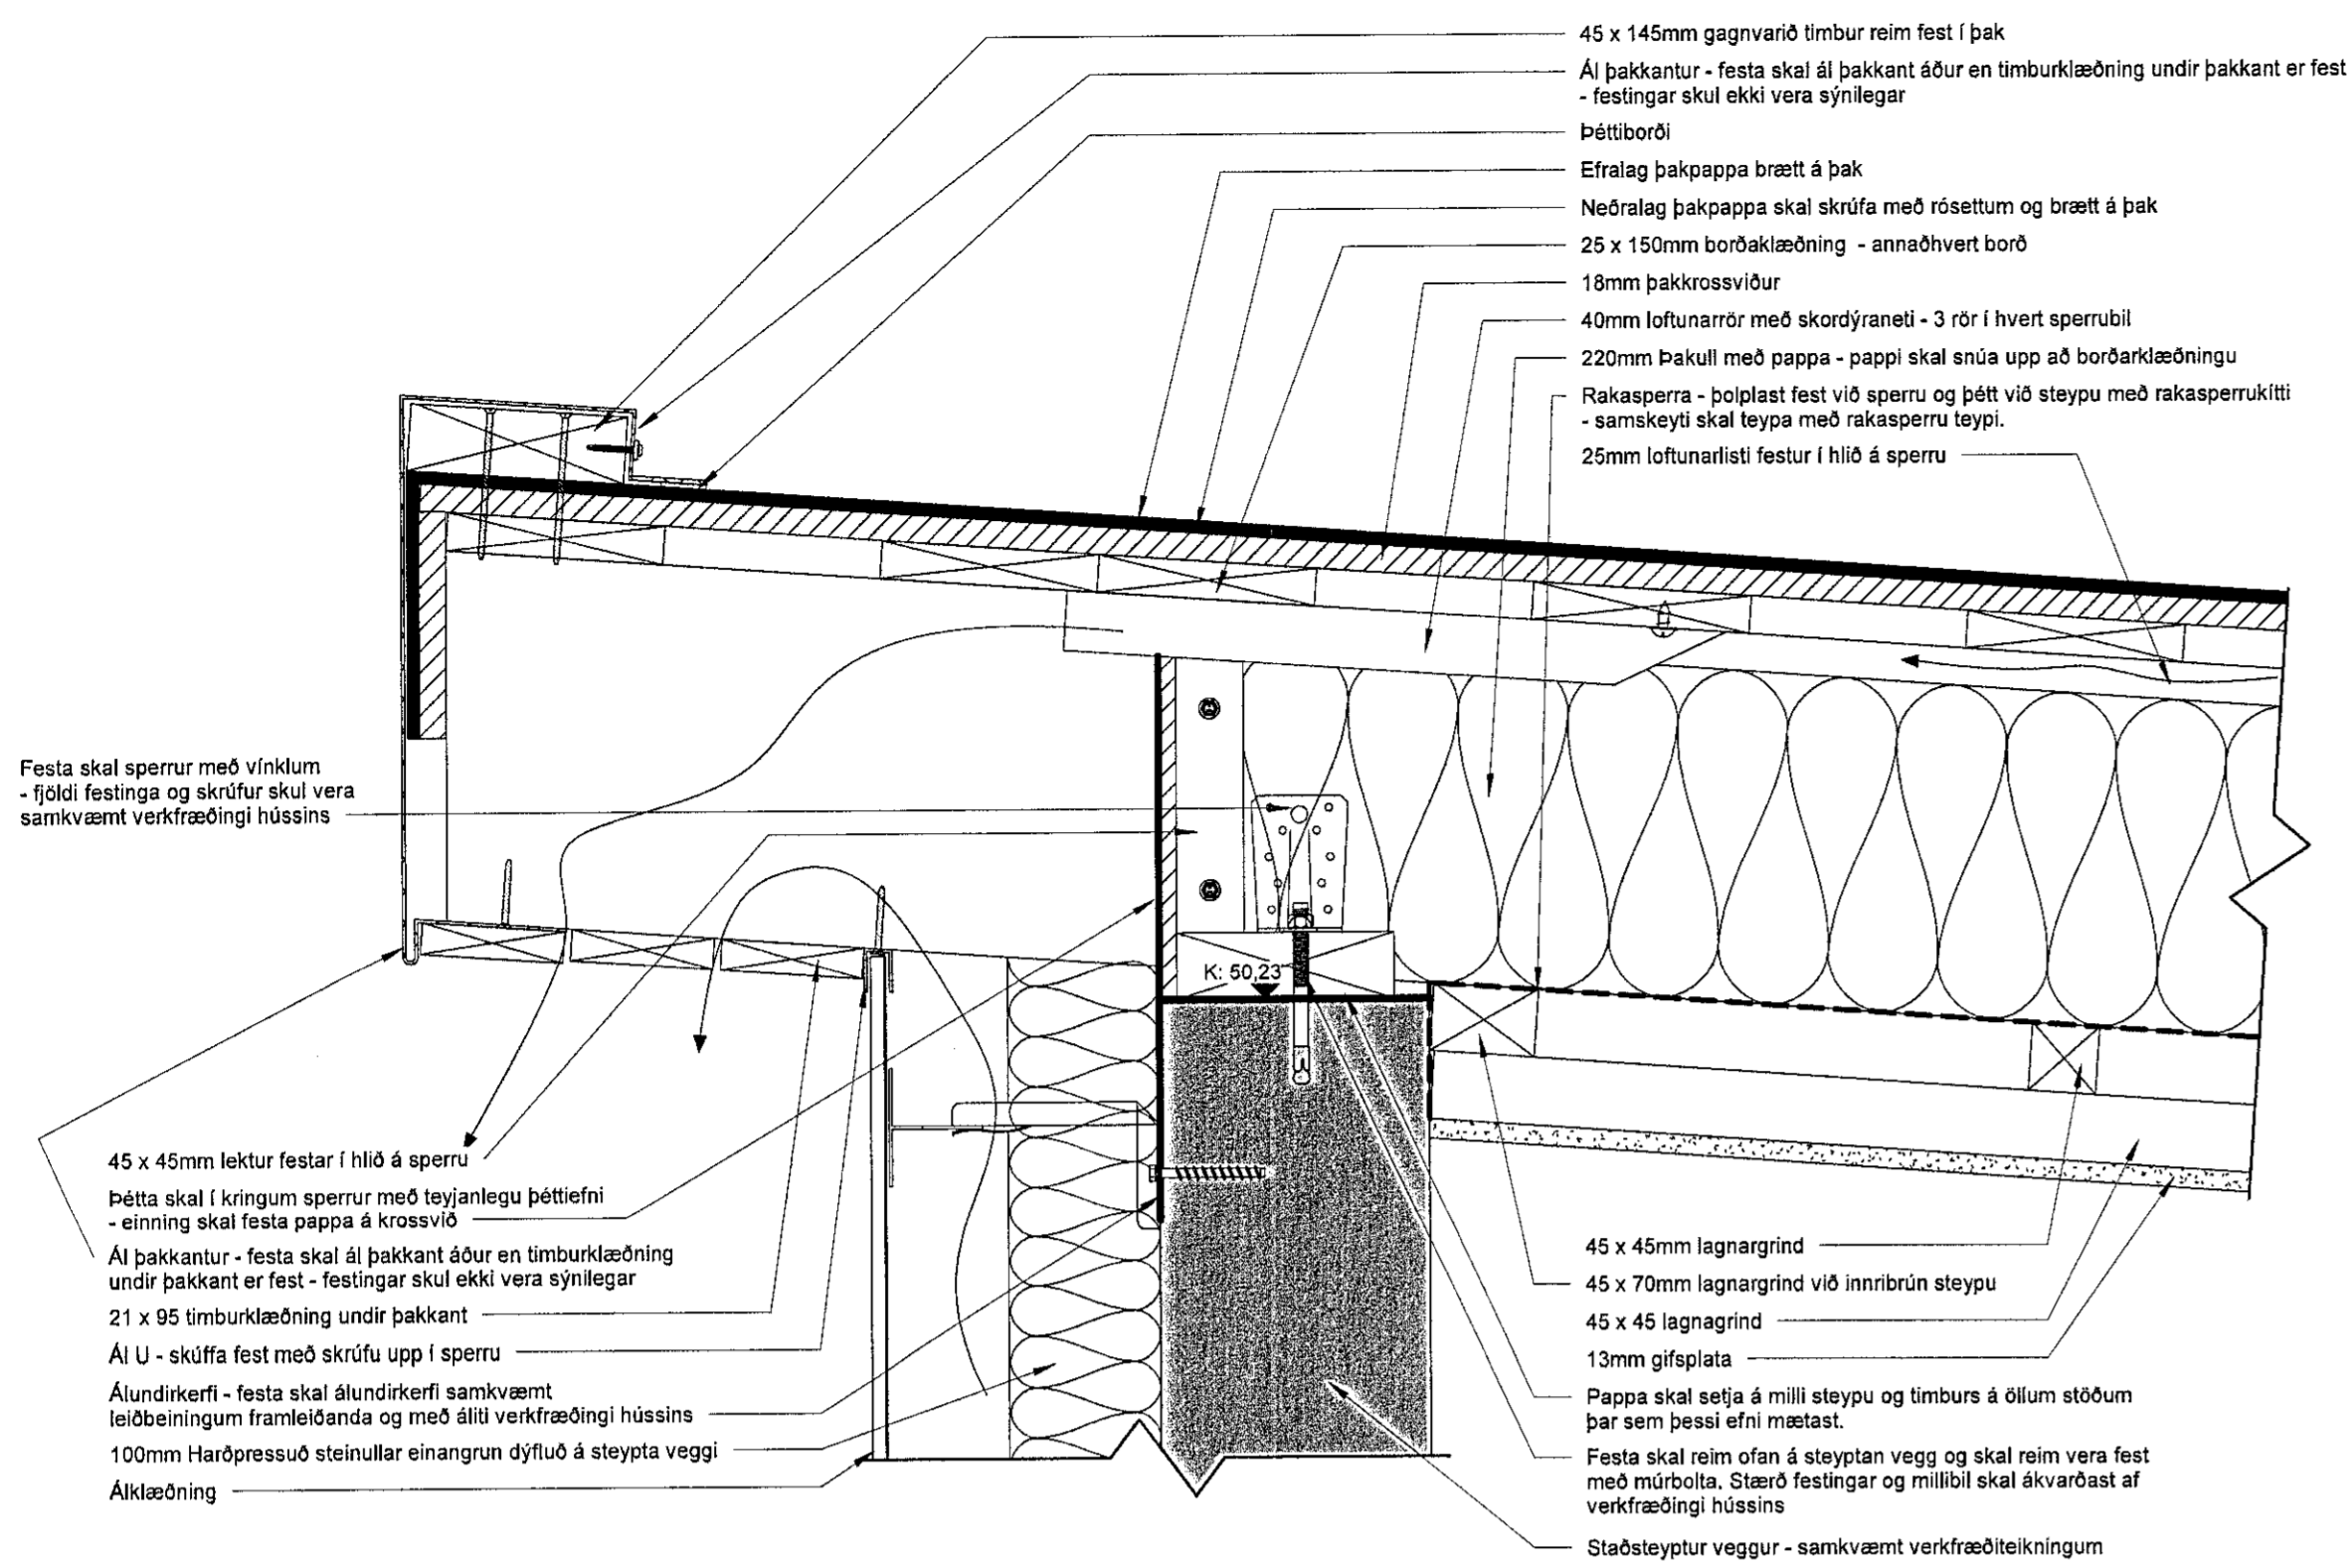 45 x 145mm gagnvarið timbur reim fest í þak
Ál þakkantur - festa skal ál þakkant áður en timburklæðning undir þakkant er fest
- festingar skul ekki vera sýnilegar
Þéttiborði
Efralag þakpappa brætt á þak
Neðralag þakpappa skal skrúfa með rósettum og brætt á þak
25 x 150mm borðaklæðning - annaðhvert borð
18mm þakkrossviður
40mm loftunarrör með skordýraneti - 3 rör í hvert sperrubil
220mm Þakull með pappa - pappi skal snúa upp að borðarklæðningu
Rakasperra - þolplast fest við sperru og þétt við steypu með rakasperrukítti
- samskeyti skal teypa með rakasperru teypi.
25mm loftunarlisti festur í hlið á sperru
Festa skal sperrur með vínklum
- fjöldi festinga og skrúfur skul vera
samkvæmt verkfræðingi hússins
K: 50,23
45 x 45mm lektur festar í hlið á sperru
Þétta skal í kringum sperrur með teyjanlegu þéttiefni
- einning skal festa pappa á krossvið
Ál þakkantur - festa skal ál þakkant áður en timburklæðning
undir þakkant er fest - festingar skul ekki vera sýnilegar
21 x 95 timburklæðning undir þakkant
Ál U - skúffa fest með skrúfu upp í sperru
Álundirkerfi - festa skal álundirkerfi samkvæmt
leiðbeiningum framleiðanda og með áliti verkfræðingi hússins
100mm Harðpressuð steinullar einangrun dýfluð á steypta veggi
Álklæðning
45 x 45mm lagnargrind
45 x 70mm lagnargrind við innribrún steypu
45 x 45 lagnagrind
13mm gifsplata
Pappa skal setja á milli steypu og timburs á öllum stöðum
þar sem þessi efni mætast.
Festa skal reim ofan á steyptan vegg og skal reim vera fest
með múrbolta. Stærð festingar og millibil skal ákvarðast af
verkfræðingi hússins
Staðsteyptur veggur - samkvæmt verkfræðiteikningum